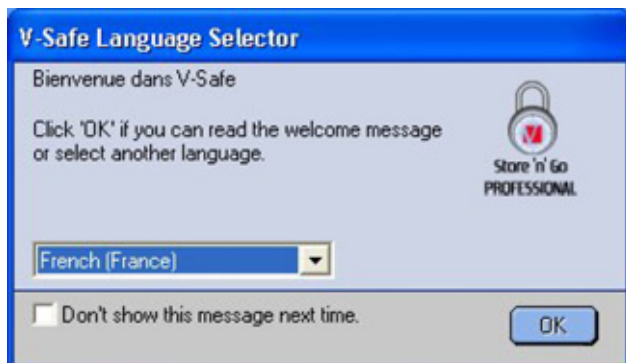 V-Safe Language Selector
Bienvenue dans V-Safe
Click 'OK' if you can read the welcome message
or select another language.
Store 'n' Go
PROFESSIONAL
French (France)
Don't show this message next time.
OK